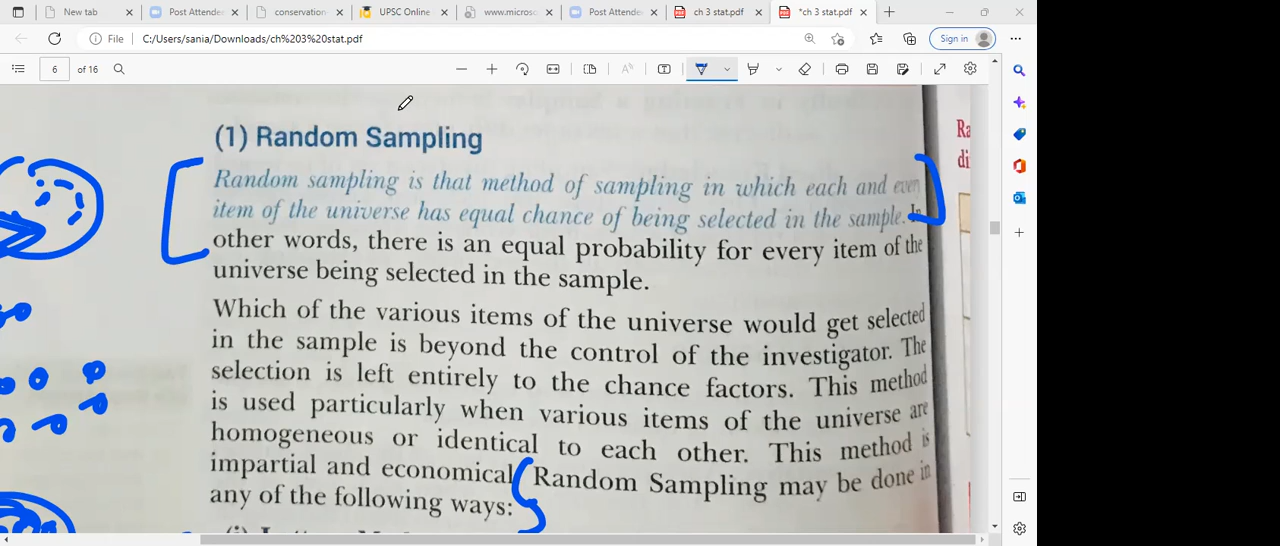 New tab
Post Attende
conservation-
UPSC Online
www.micros
Post Attende
ch 3 stat.pdf
*ch 3 stat.pdf
File
C:/Users/sania/Downloads/ch%203%20stat.pdf
Sign in
6 of 16
(1) Random Sampling
Random sampling is that method of sampling in which each and every
item of the universe has equal chance of being selected in the sample. In
other words, there is an equal probability for every item of the
universe being selected in the sample.
Which of the various items of the universe would get selected
in the sample is beyond the control of the investigator. The
selection is left entirely to the chance factors. This method
is used particularly when various items of the universe are
homogeneous or identical to each other. This method is
impartial and economical. Random Sampling may be done in
any of the following ways:
Ra
di